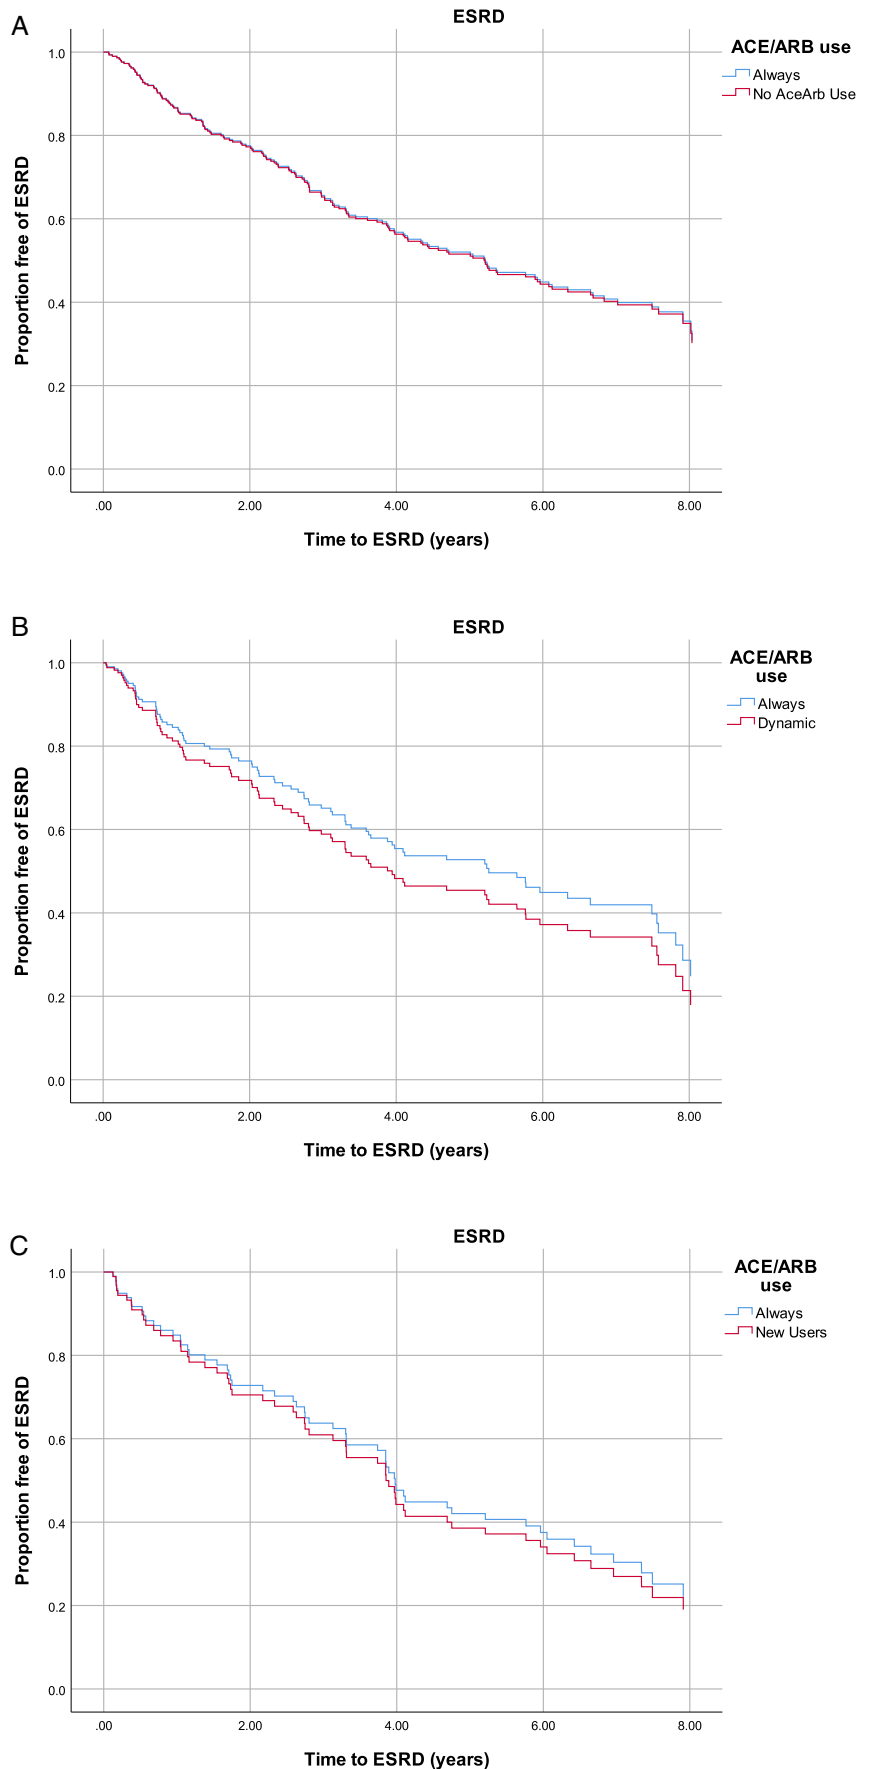 A
ESRD
ACE/ARB use
Always
No AceArb Use
Proportion free of ESRD
1.0
0.8
0.6
0.4
0.2
0.0
.00 2.00 4.00 6.00 8.00
Time to ESRD (years)
B
ESRD
ACE/ARB
use
Always
Dynamic
Proportion free of ESRD
1.0
0.8
0.6
0.4
0.2
0.0
.00 2.00 4.00 6.00 8.00
Time to ESRD (years)
C
ESRD
ACE/ARB
use
Always
New Users
Proportion free of ESRD
1.0
0.8
0.6
0.4
0.2
0.0
.00 2.00 4.00 6.00 8.00
Time to ESRD (years)